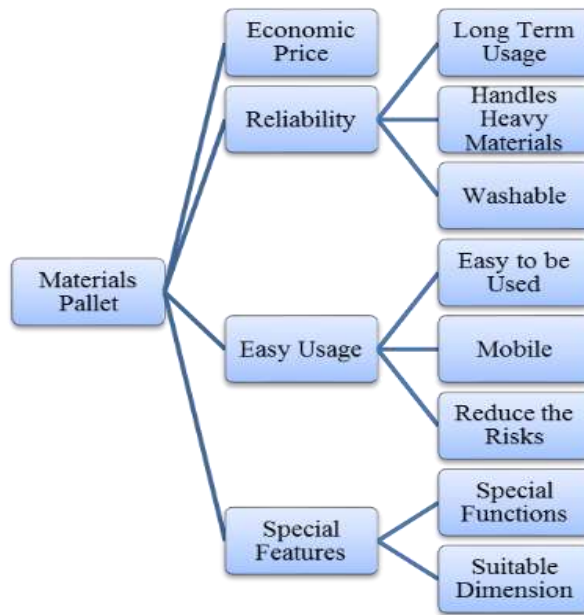 Materials
Pallet
Economic
Price
Reliability
Long Term
Usage
Handles
Heavy
Materials
Washable
Easy Usage
Easy to be
Used
Mobile
Reduce the
Risks
Special
Features
Special
Functions
Suitable
Dimension